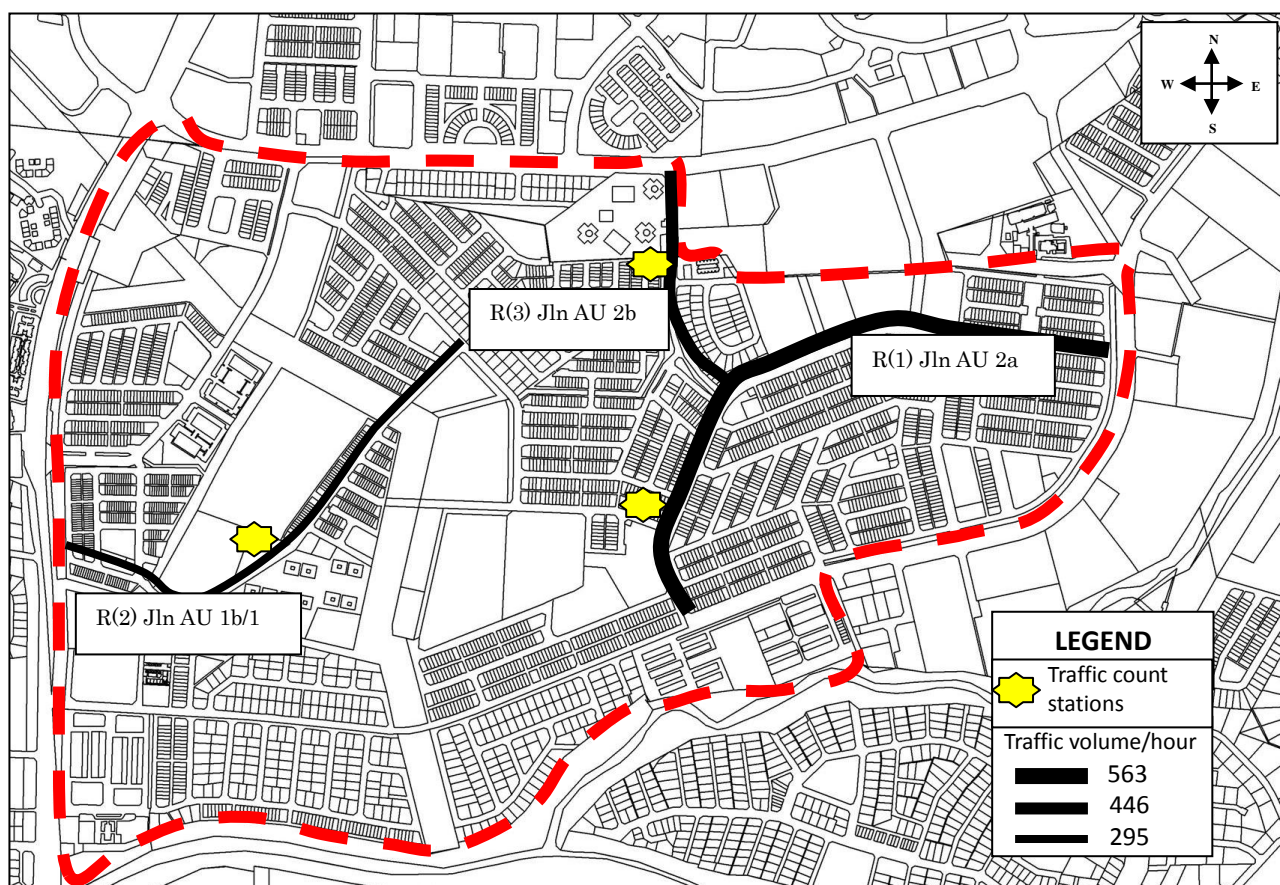 N
W E
S
R(3) Jln AU 2b
R(1) Jln AU 2a
R(2) Jln AU 1b/1
LEGEND
Traffic count
stations
Traffic volume/hour
563
446
295